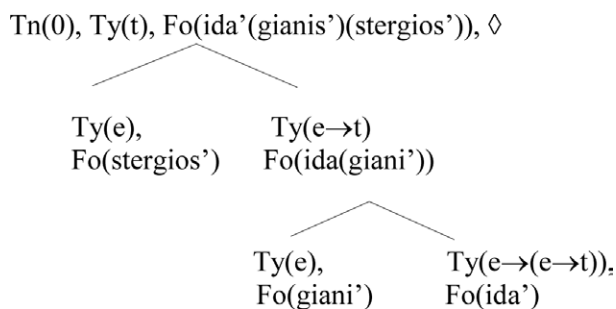 Tn(0), Ty(t), Fo(ida’(gianis’)(stergios’)), ◊
Ty(e), Ty(e→t)
Fo(stergios’) Fo(ida(giani’))
Ty(e), Ty(e→(e→t)),
Fo(giani’) Fo(ida’)